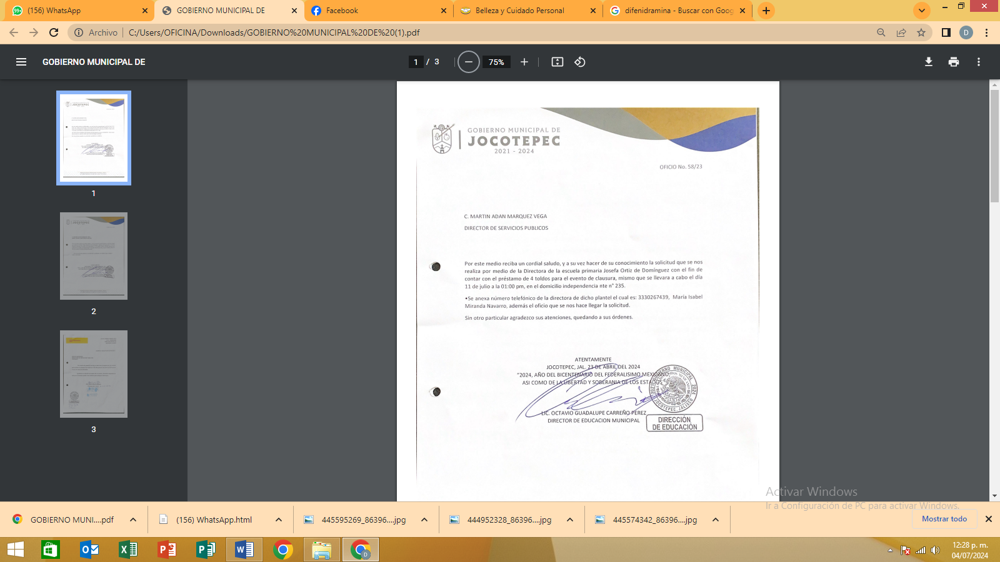 (156) WhatsApp
GOBIERNO MUNICIPAL DE
Facebook
Belleza y Cuidado Personal
difenidramina - Buscar con Goog
Archivo
C:/Users/OFICINA/Downloads/GOBIERNO%20MUNICIPAL%20DE%20(1).pdf
D
GOBIERNO MUNICIPAL DE
1 / 3
75%
1
2
3
GOBIERNO MUNICIPAL DE
JOCOTEPEC
2021 - 2024
OFICIO No. 58/23
C. MARTIN ADAN MARQUEZ VEGA
DIRECTOR DE SERVICIOS PUBLICOS
Por este medio reciba un cordial saludo, y a su vez hacer de su conocimiento la solicitud que se nos
realiza por medio de la Directora de la escuela primaria Josefa Ortiz de Domínguez con el fin de
contar con el préstamo de 4 toldos para el evento de clausura, mismo que se llevara a cabo el día
11 de julio a la 01:00 pm, en el domicilio independencia nte n° 235.
•Se anexa número telefónico de la directora de dicho plantel el cual es: 3330267439, María Isabel
Miranda Navarro, además el oficio que se nos hace llegar la solicitud.
Sin otro particular agradezco sus atenciones, quedando a sus órdenes.
ATENTAMENTE
JOCOTEPEC, JAL. 23 DE ABRIL DEL 2024
"2024, AÑO DEL BICENTENARIO DEL FEDERALISIMO MEXICANO
ASI COMO DE LA LIBERTAD Y SOBERANIA DE LOS ESTADOS"
LIC. OCTAVIO GUADALUPE CARREÑO PEREZ
DIRECTOR DE EDUCACION MUNICIPAL
GOBIERNO MUNICIPAL
JOCOTEPEC, JALISCO
2021
2024
DIRECCIÓN
DE EDUCACIÓN
Activar Windows
Ir a Configuración de PC para activar Windows.
GOBIERNO MUNI....pdf
(156) WhatsApp.html
445595269_86396....jpg
444952328_86396....jpg
445574342_86396....jpg
Mostrar todo
12:28 p. m.
04/07/2024